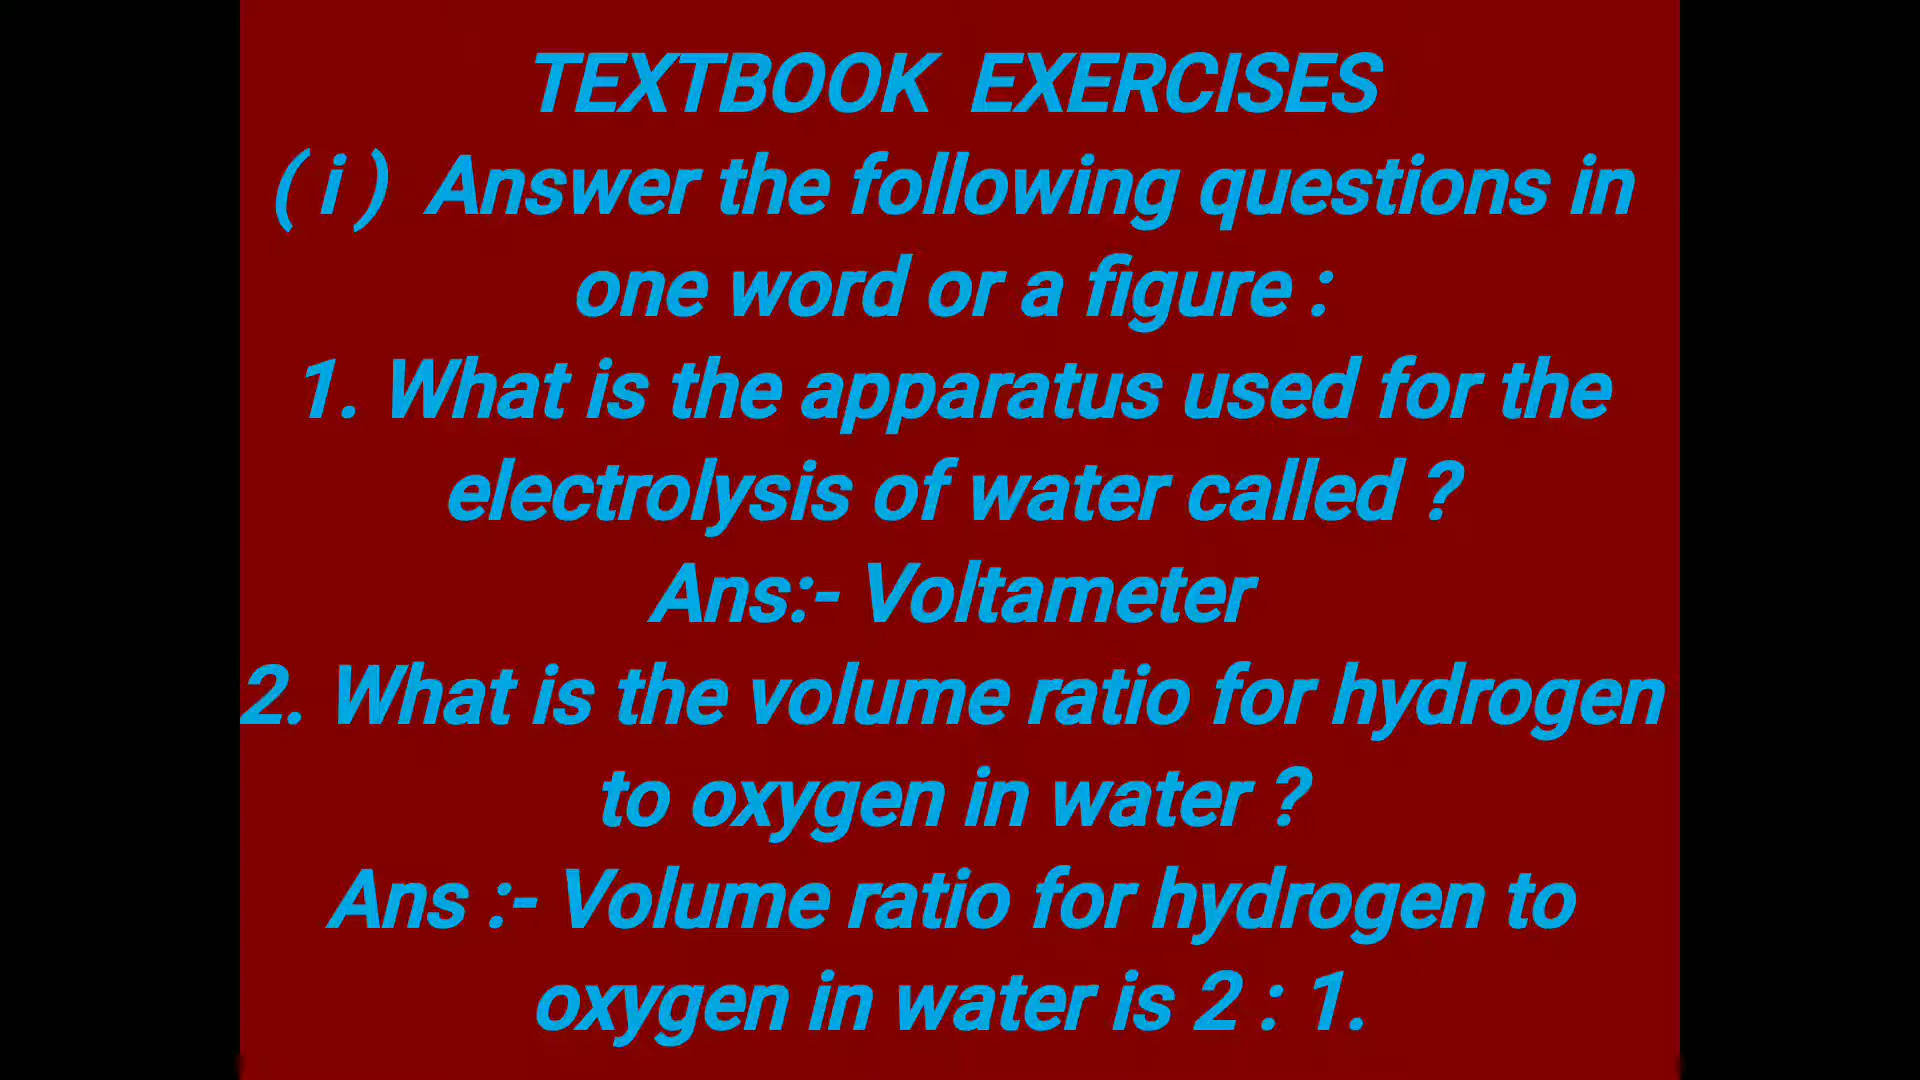 TEXTBOOK EXERCISES
( i ) Answer the following questions in
one word or a figure :
1. What is the apparatus used for the
electrolysis of water called ?
Ans:- Voltameter
2. What is the volume ratio for hydrogen
to oxygen in water ?
Ans :- Volume ratio for hydrogen to
oxygen in water is 2 : 1.